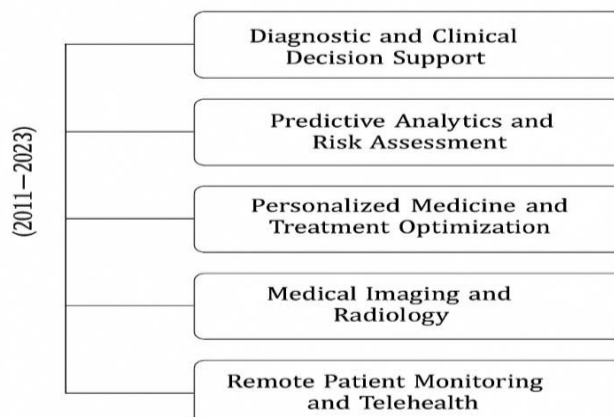 (2011–2023)
Diagnostic and Clinical
Decision Support
Predictive Analytics and
Risk Assessment
Personalized Medicine and
Treatment Optimization
Medical Imaging and
Radiology
Remote Patient Monitoring
and Telehealth